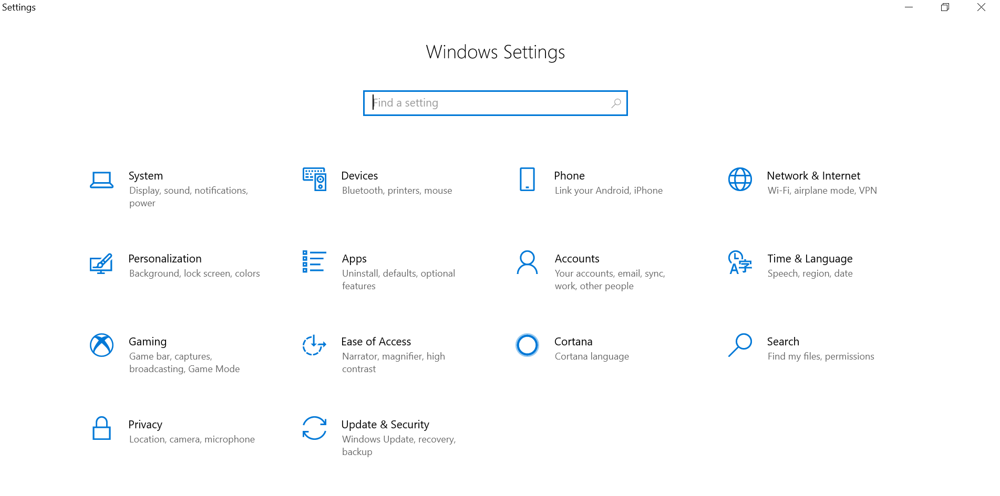 Settings
Windows Settings
Find a setting
System
Display, sound, notifications,
power
Devices
Bluetooth, printers, mouse
Phone
Link your Android, iPhone
Network & Internet
Wi-Fi, airplane mode, VPN
Personalization
Background, lock screen, colors
Apps
Uninstall, defaults, optional
features
Accounts
Your accounts, email, sync,
work, other people
Time & Language
Speech, region, date
Gaming
Game bar, captures,
broadcasting, Game Mode
Ease of Access
Narrator, magnifier, high
contrast
Cortana
Cortana language
Search
Find my files, permissions
Privacy
Location, camera, microphone
Update & Security
Windows Update, recovery,
backup